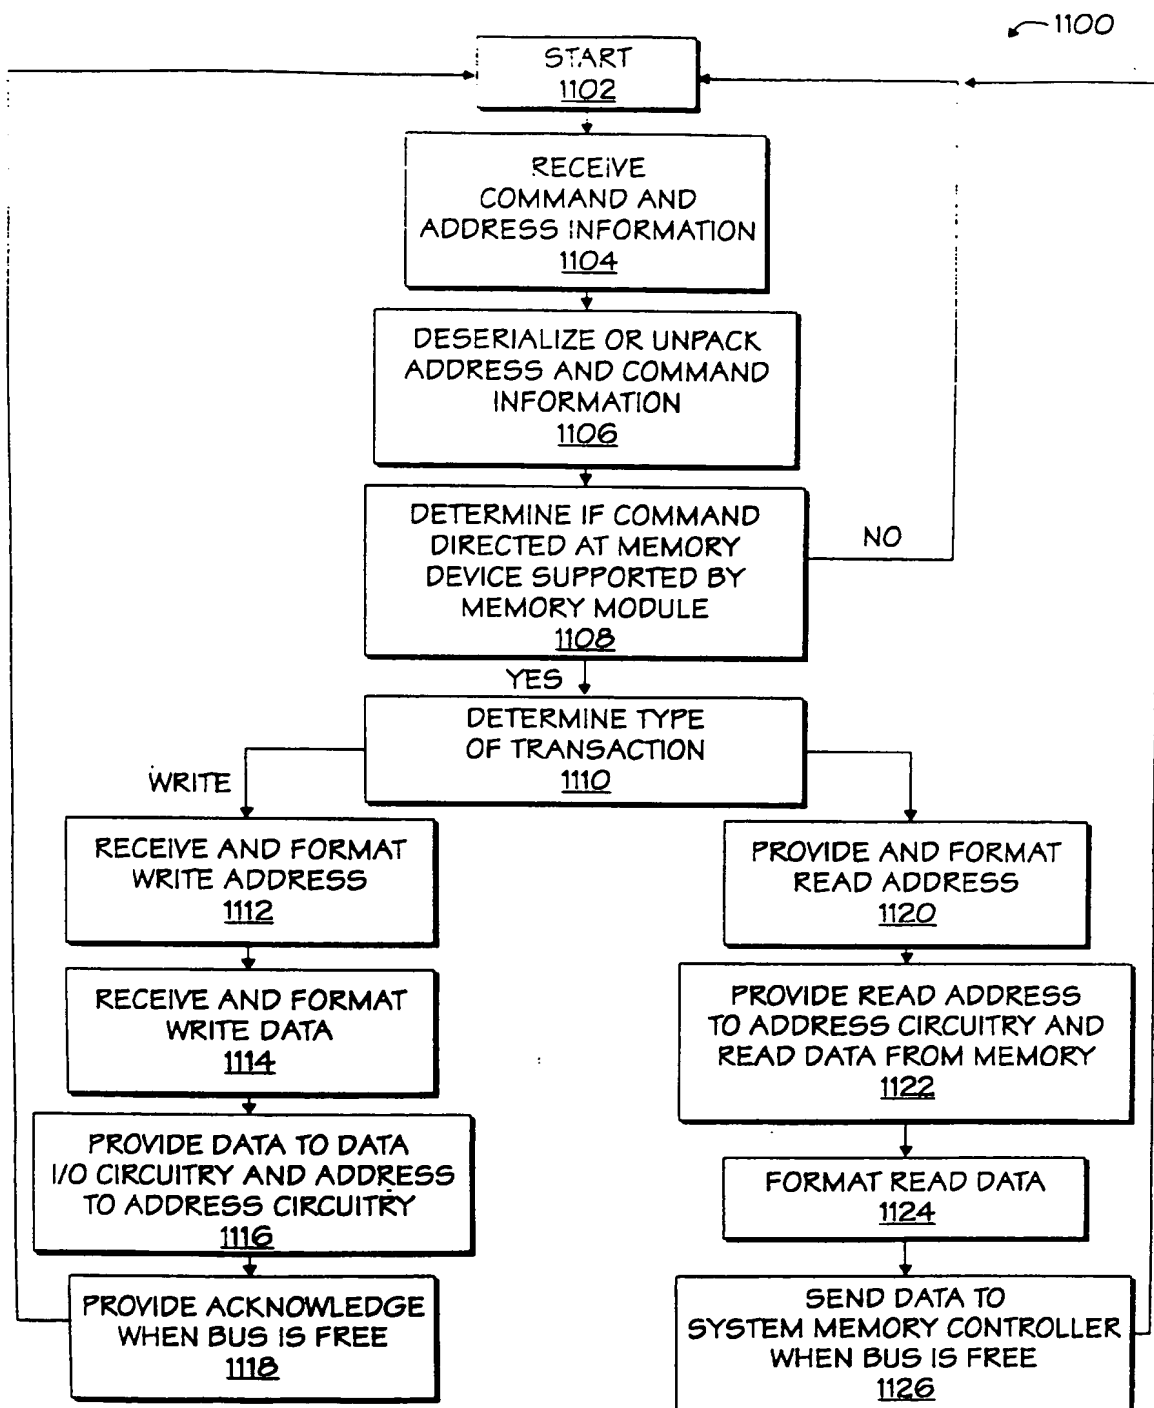 1100
START
1102
RECEIVE
COMMAND AND
ADDRESS INFORMATION
1104
DESERIALIZE OR UNPACK
ADDRESS AND COMMAND
INFORMATION
1106
DETERMINE IF COMMAND
DIRECTED AT MEMORY
DEVICE SUPPORTED BY
MEMORY MODULE
1108
NO
YES
DETERMINE TYPE
OF TRANSACTION
1110
WRITE
RECEIVE AND FORMAT
WRITE ADDRESS
1112
RECEIVE AND FORMAT
WRITE DATA
1114
PROVIDE DATA TO DATA
I/O CIRCUITRY AND ADDRESS
TO ADDRESS CIRCUITRY
1116
PROVIDE ACKNOWLEDGE
WHEN BUS IS FREE
1118
PROVIDE AND FORMAT
READ ADDRESS
1120
PROVIDE READ ADDRESS
TO ADDRESS CIRCUITRY AND
READ DATA FROM MEMORY
1122
FORMAT READ DATA
1124
SEND DATA TO
SYSTEM MEMORY CONTROLLER
WHEN BUS IS FREE
1126